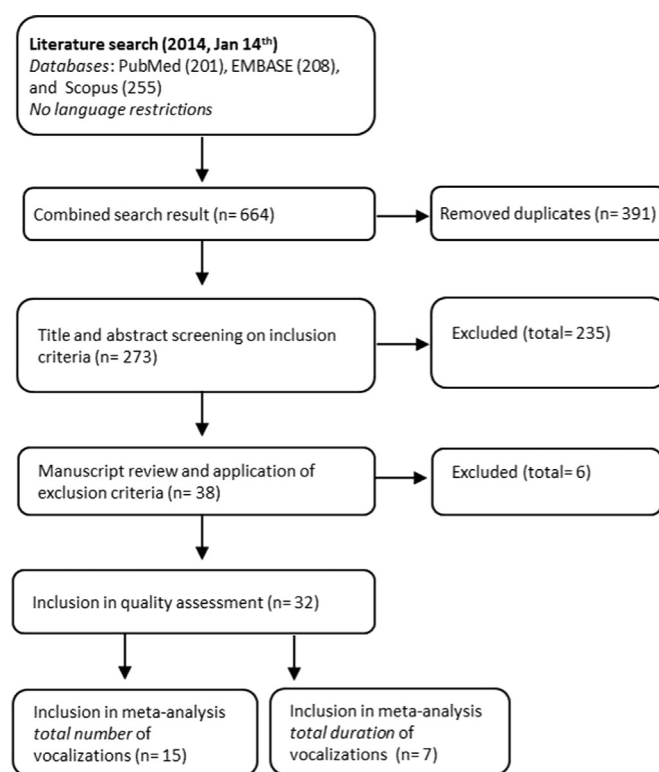 Literature search (2014, Jan 14th)
Databases: PubMed (201), EMBASE (208),
and Scopus (255)
No language restrictions
Combined search result (n= 664)
Removed duplicates (n= 391)
Title and abstract screening on inclusion
criteria (n= 273)
Excluded (total= 235)
Manuscript review and application of
exclusion criteria (n= 38)
Excluded (total= 6)
Inclusion in quality assessment (n= 32)
Inclusion in meta-analysis
total number of
vocalizations (n= 15)
Inclusion in meta-analysis
total duration of
vocalizations (n= 7)